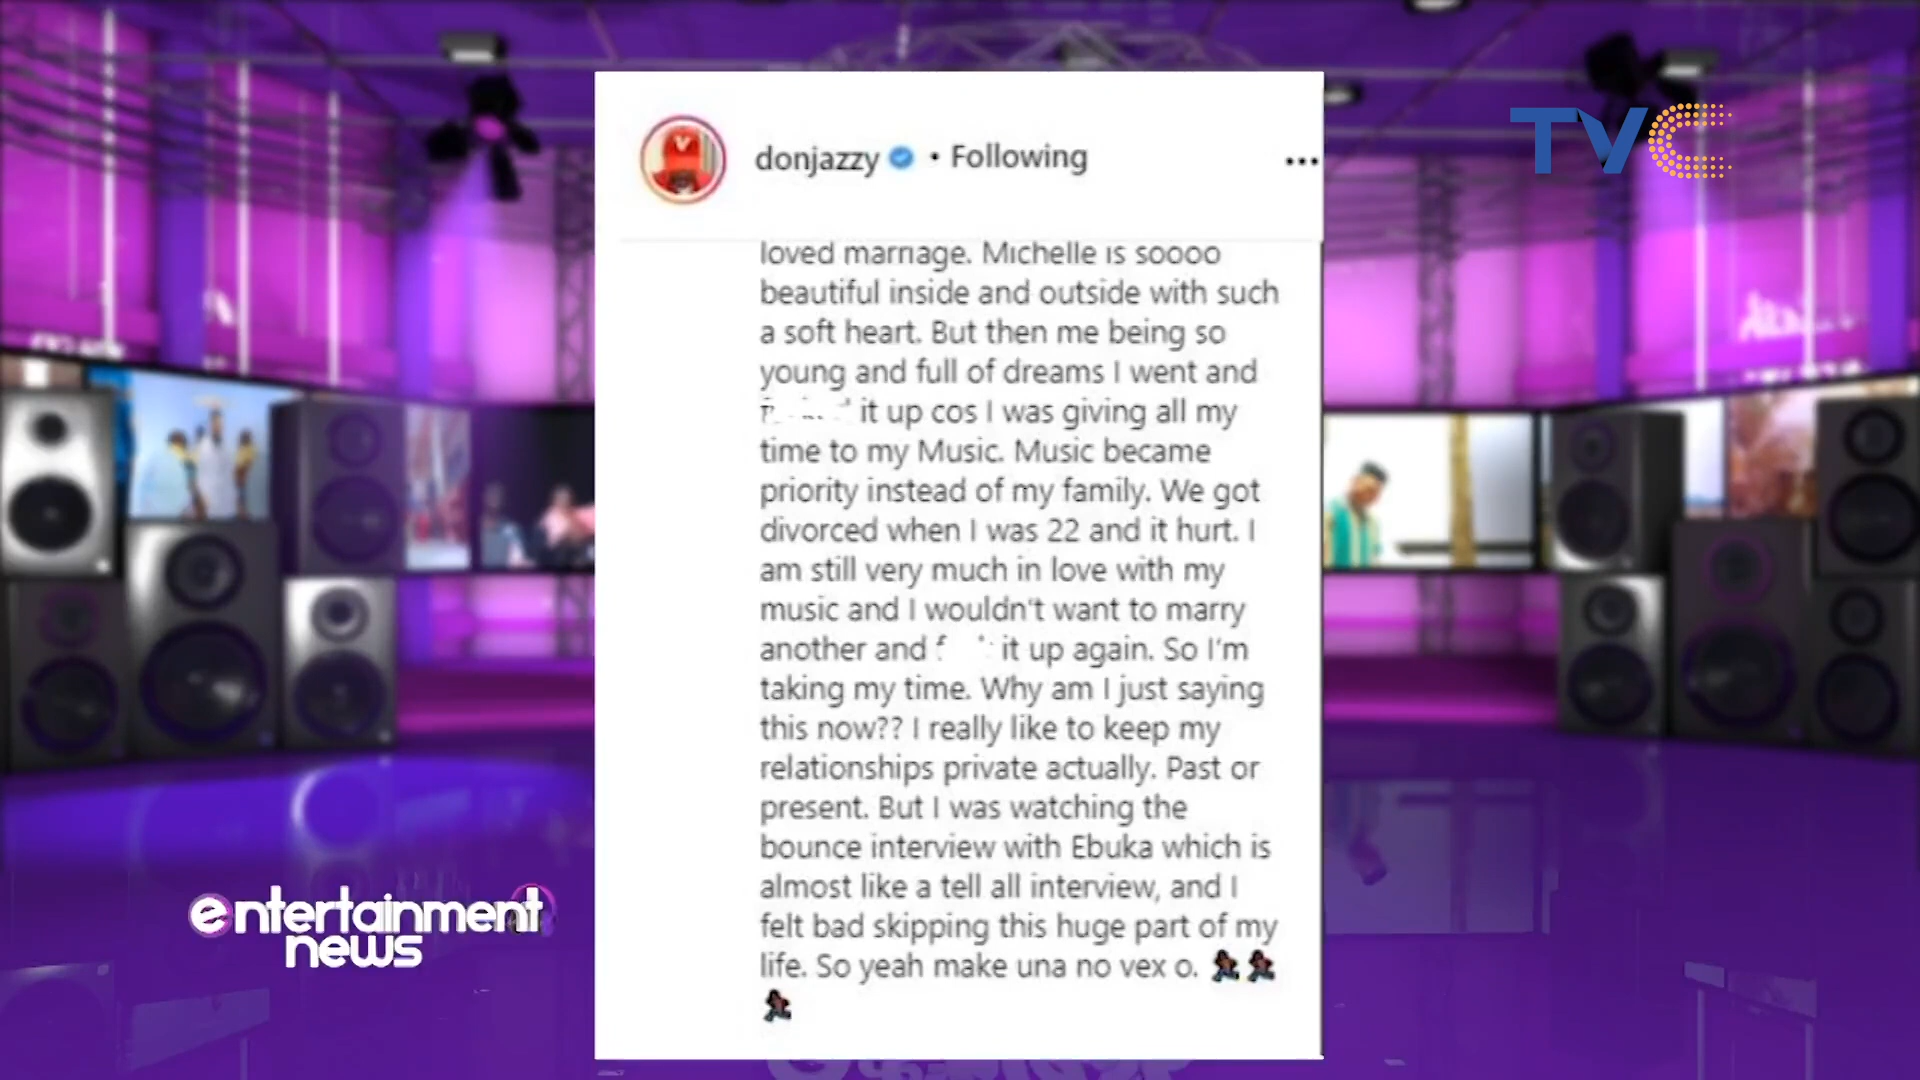 TVC
donjazzy • Following
loved marriage. Michelle is soooo
beautiful inside and outside with such
a soft heart. But then me being so
young and full of dreams I went and
it up cos I was giving all my
time to my Music. Music became
priority instead of my family. We got
divorced when I was 22 and it hurt. I
am still very much in love with my
music and I wouldn't want to marry
another and it up again. So I'm
taking my time. Why am I just saying
this now?? I really like to keep my
relationships private actually. Past or
present. But I was watching the
bounce interview with Ebuka which is
almost like a tell all interview, and I
felt bad skipping this huge part of my
life. So yeah make una no vex o.
entertainment
news